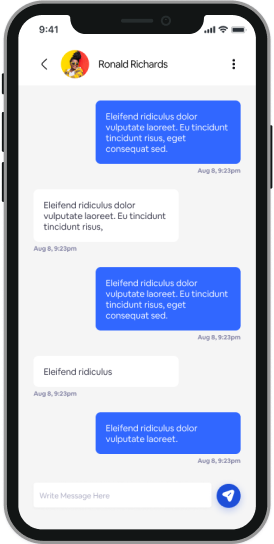 9:41
Ronald Richards
Eleifend ridiculus dolor
vulputate laoreet. Eu tincidunt
tincidunt risus, eget
consequat sed.
Aug 8, 9:23pm
Eleifend ridiculus dolor
vulputate laoreet. Eu tincidunt
tincidunt risus,
Aug 8, 9:23pm
Eleifend ridiculus dolor
vulputate laoreet. Eu tincidunt
tincidunt risus, eget
consequat sed.
Aug 8, 9:23pm
Eleifend ridiculus
Aug 8, 9:23pm
Eleifend ridiculus dolor
vulputate laoreet.
Aug 8, 9:23pm
Write Message Here